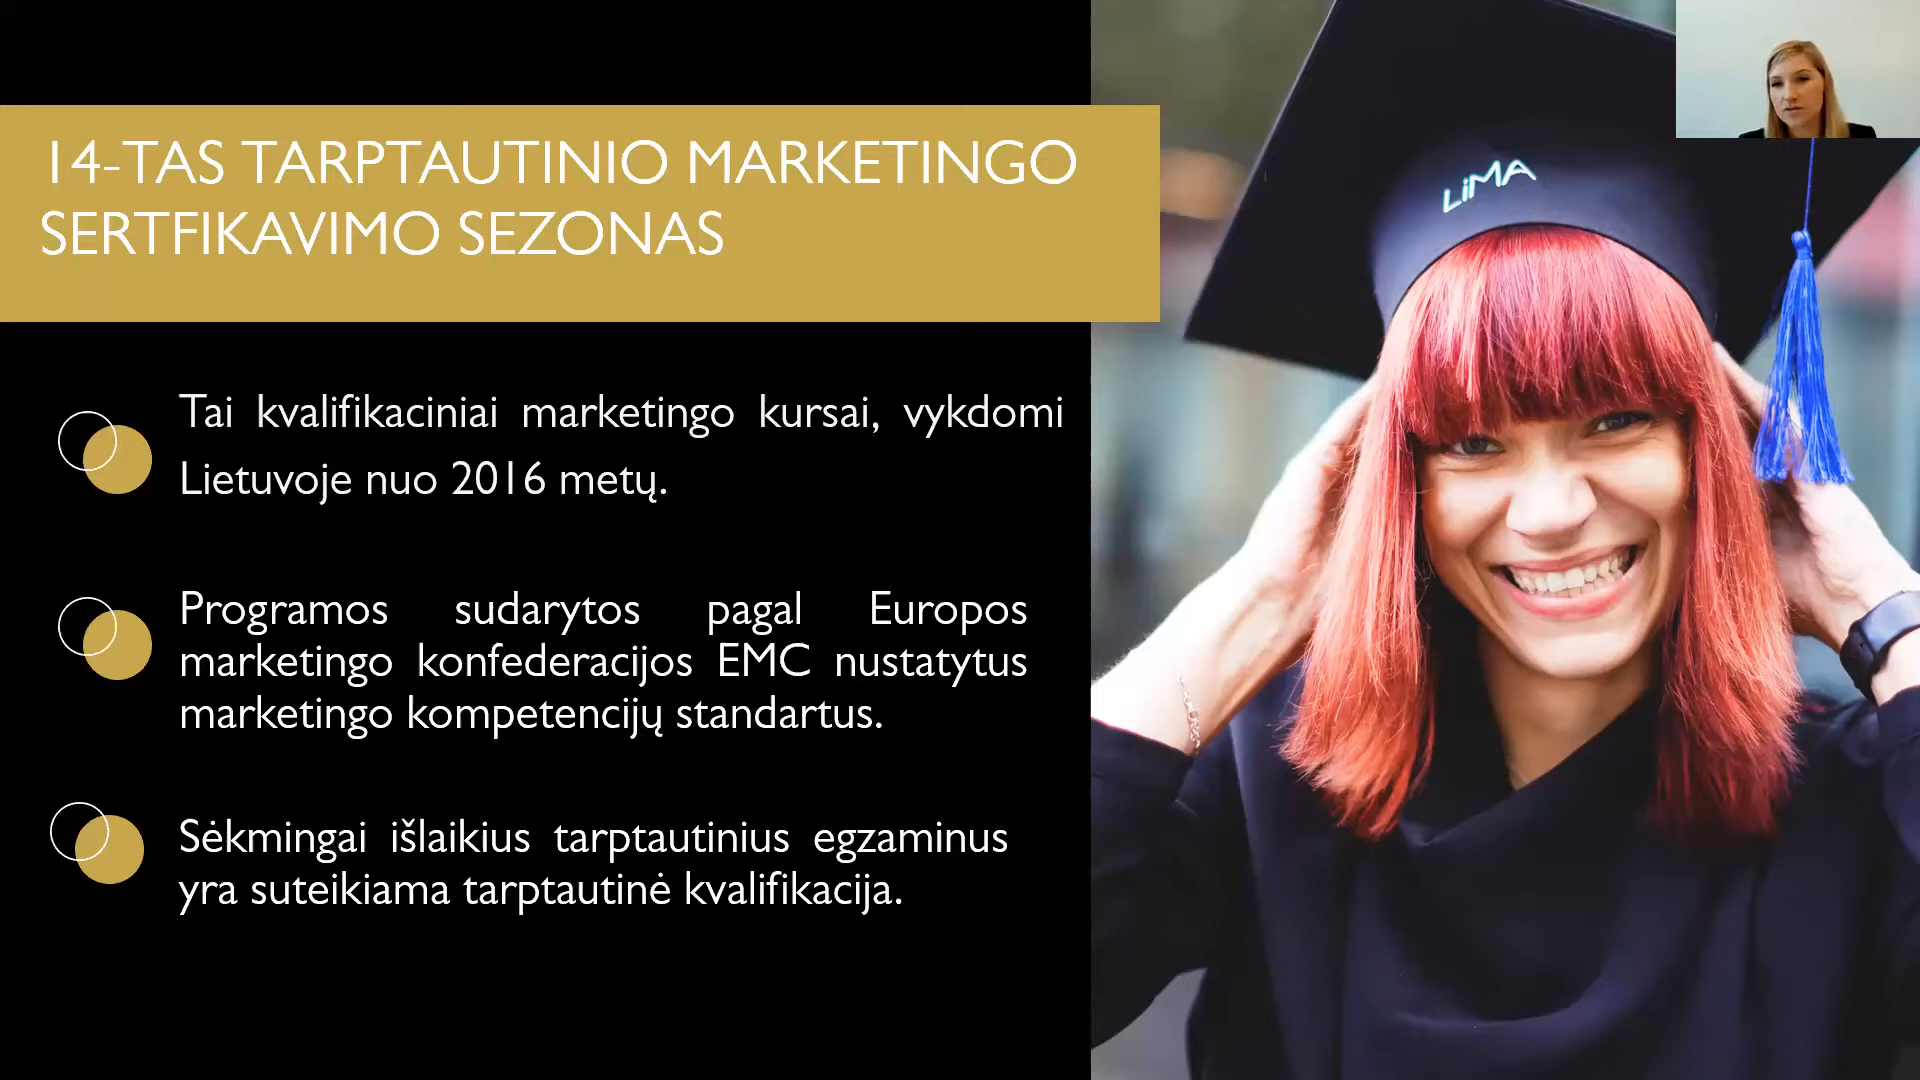 14-TAS TARPTAUTINIO MARKETINGO
SERTFIKAVIMO SEZONAS
Tai kvalifikaciniai marketingo kursai, vykdomi
Lietuvoje nuo 2016 metų.
Programos sudarytos pagal Europos
marketingo konfederacijos EMC nustatytus
marketingo kompetencijų standartus.
Sėkmingai išlaikius tarptautinius egzaminus
yra suteikiama tarptautinė kvalifikacija.
LiMA